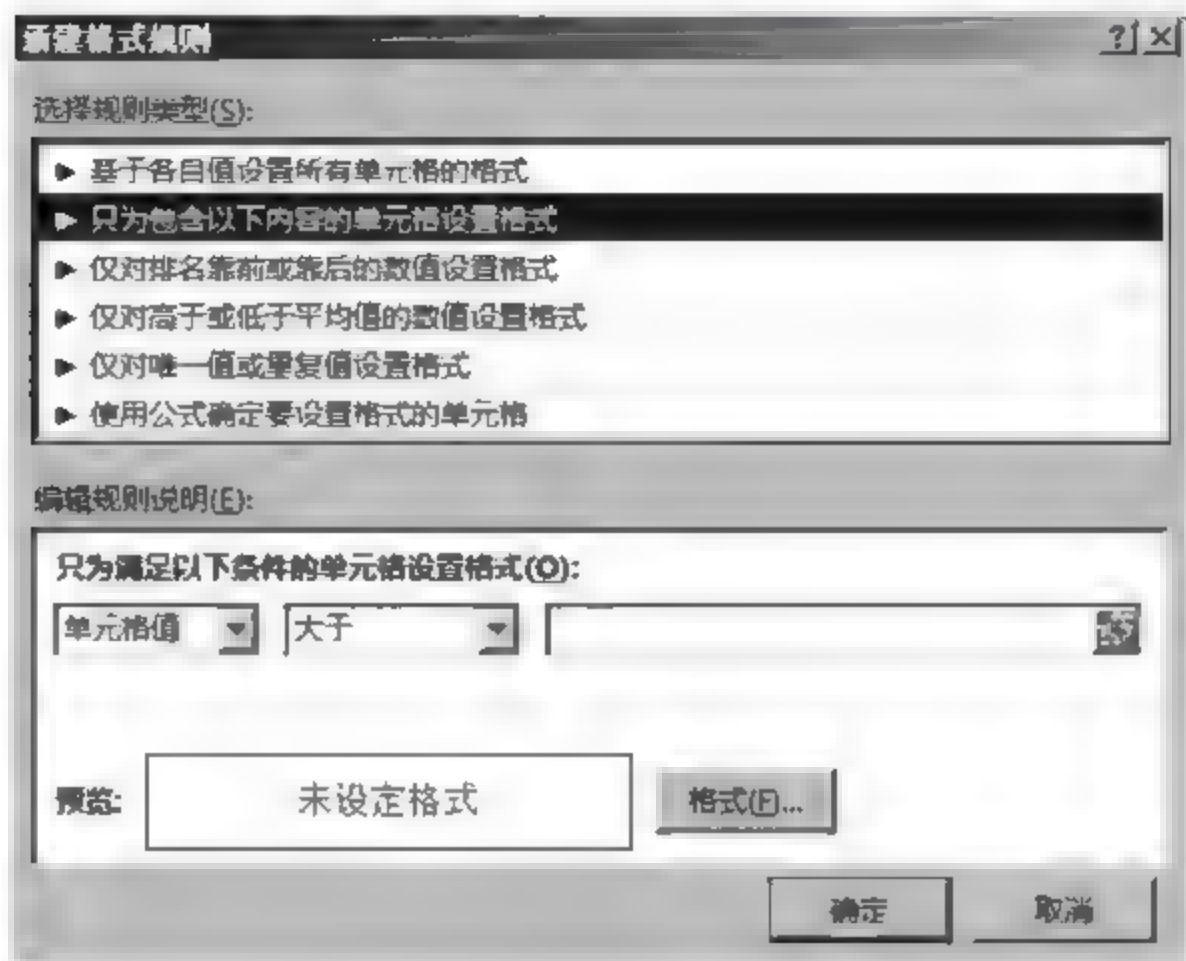 新建格式规则
选择规则类型(S):
► 基于各自值设置所有单元格的格式
► 只为包含以下内容的单元格设置格式
► 仅对排名靠前或靠后的数值设置格式
► 仅对高于或低于平均值的数值设置格式
► 仅对唯一值或重复值设置格式
► 使用公式确定要设置格式的单元格
编辑规则说明(E):
只为满足以下条件的单元格设置格式(O):
单元格值 大于
预览: 未设定格式 格式(F)...
确定 取消